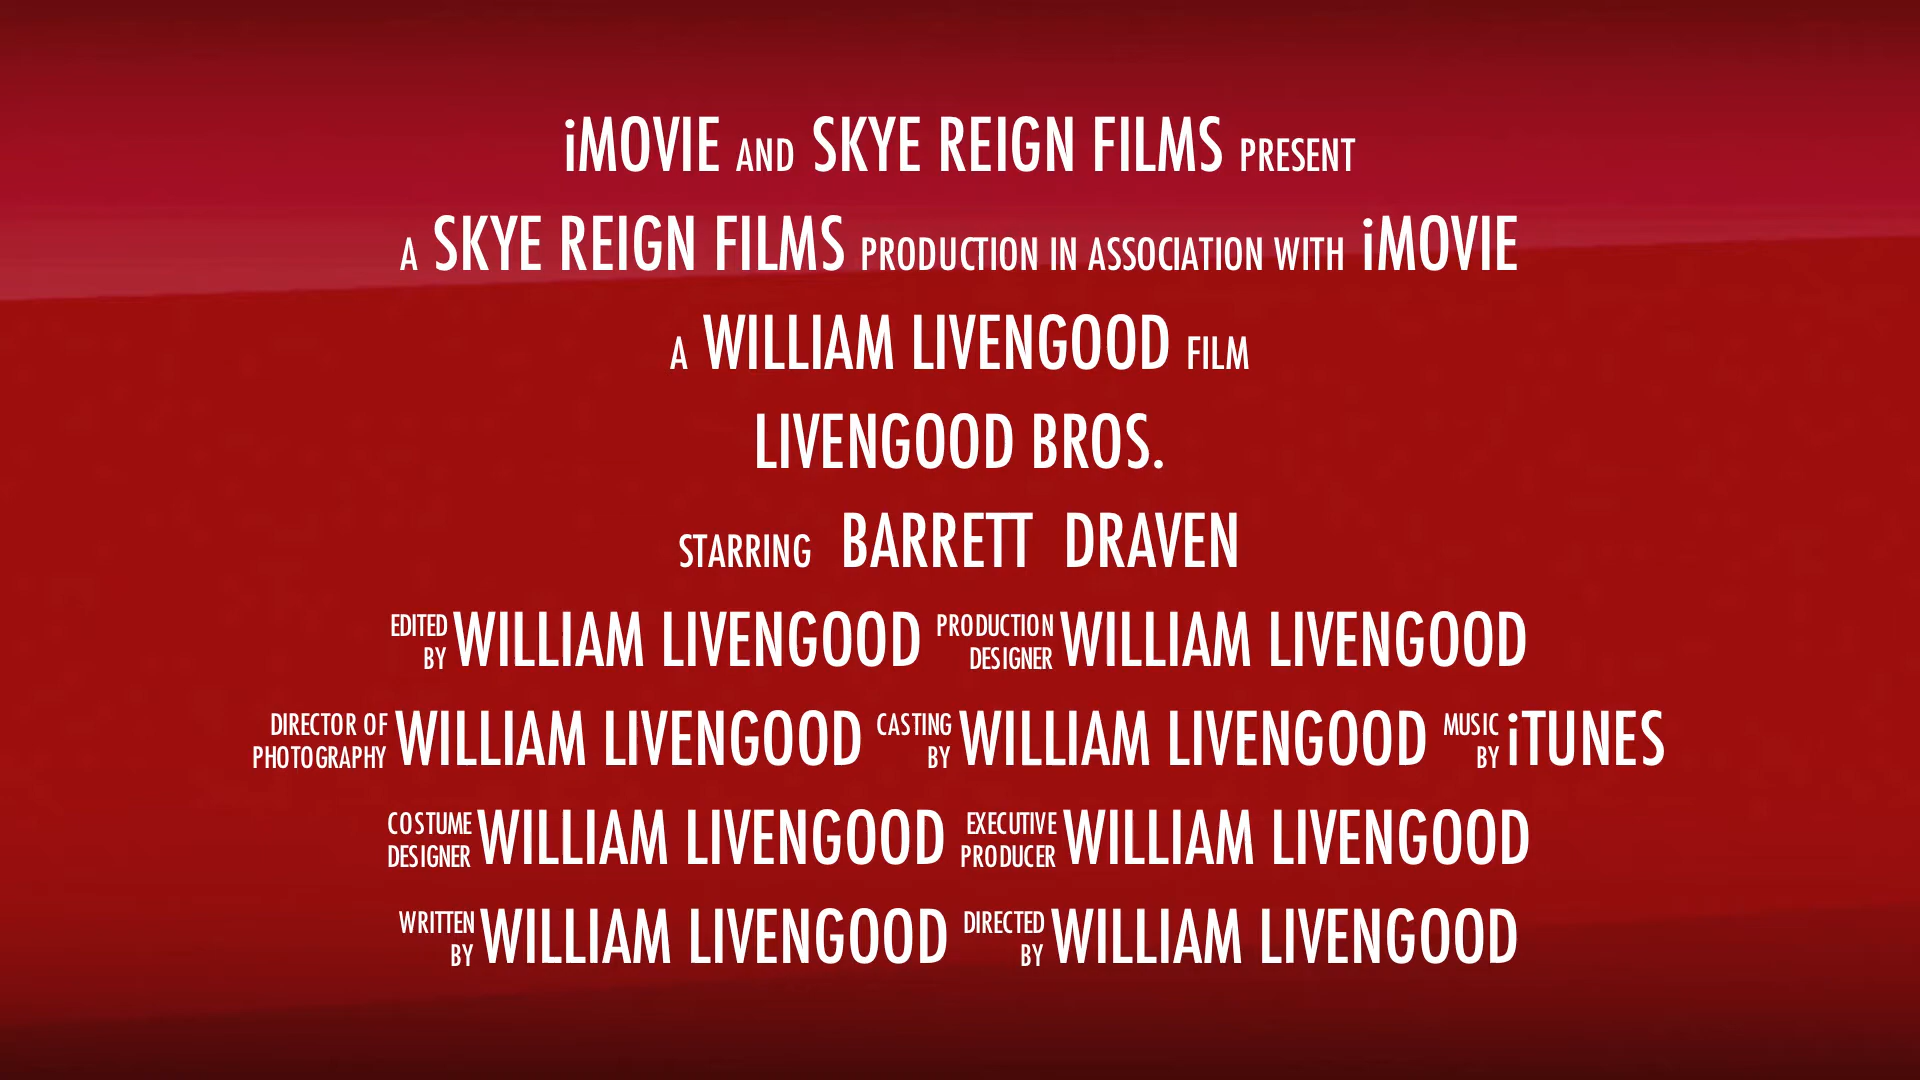 iMOVIE AND SKYE REIGN FILMS PRESENT
A SKYE REIGN FILMS PRODUCTION IN ASSOCIATION WITH iMOVIE
A WILLIAM LIVENGOOD FILM
LIVENGOOD BROS.
STARRING BARRETT DRAVEN
EDITED BY WILLIAM LIVENGOOD PRODUCTION DESIGNER WILLIAM LIVENGOOD
DIRECTOR OF PHOTOGRAPHY WILLIAM LIVENGOOD CASTING BY WILLIAM LIVENGOOD MUSIC BY iTUNES
COSTUME DESIGNER WILLIAM LIVENGOOD EXECUTIVE PRODUCER WILLIAM LIVENGOOD
WRITTEN BY WILLIAM LIVENGOOD DIRECTED BY WILLIAM LIVENGOOD